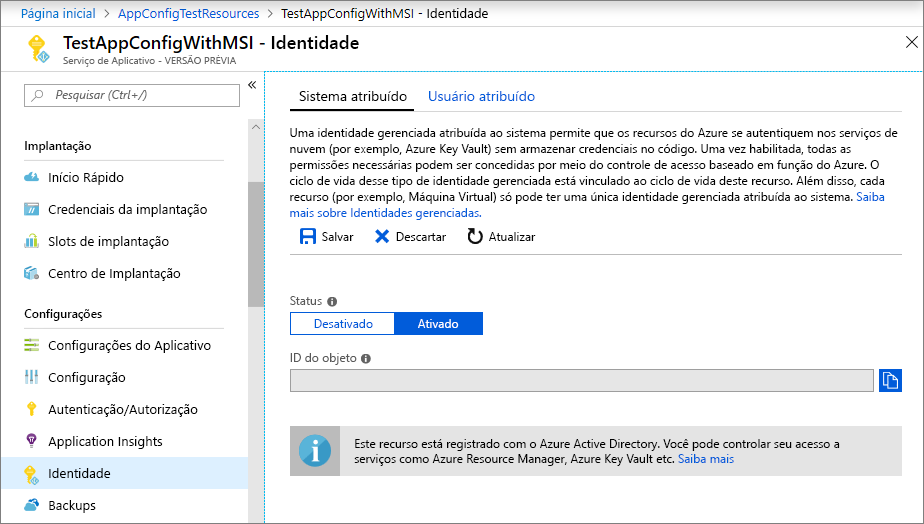 Página inicial > AppConfigTestResources > TestAppConfigWithMSI - Identidade
TestAppConfigWithMSI - Identidade
Serviço de Aplicativo - VERSÃO PRÉVIA
Pesquisar (Ctrl+/)
Implantação
Início Rápido
Credenciais da implantação
Slots de implantação
Centro de Implantação
Configurações
Configurações do Aplicativo
Configuração
Autenticação/Autorização
Application Insights
Identidade
Backups
Sistema atribuído Usuário atribuído
Uma identidade gerenciada atribuída ao sistema permite que os recursos do Azure se autentiquem nos serviços de
nuvem (por exemplo, Azure Key Vault) sem armazenar credenciais no código. Uma vez habilitada, todas as
permissões necessárias podem ser concedidas por meio do controle de acesso baseado em função do Azure. O
ciclo de vida desse tipo de identidade gerenciada está vinculado ao ciclo de vida deste recurso. Além disso, cada
recurso (por exemplo, Máquina Virtual) só pode ter uma única identidade gerenciada atribuída ao sistema. Saiba
mais sobre Identidades gerenciadas.
Salvar Descartar Atualizar
Status
Desativado Ativado
ID do objeto
Este recurso está registrado com o Azure Active Directory. Você pode controlar seu acesso a
serviços como Azure Resource Manager, Azure Key Vault etc. Saiba mais